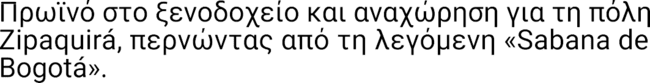 Πρωϊνό στο ξενοδοχείο και αναχώρηση για τη πόλη
Zipaquirá, περνώντας από τη λεγόμενη «Sabana de
Bogotá».